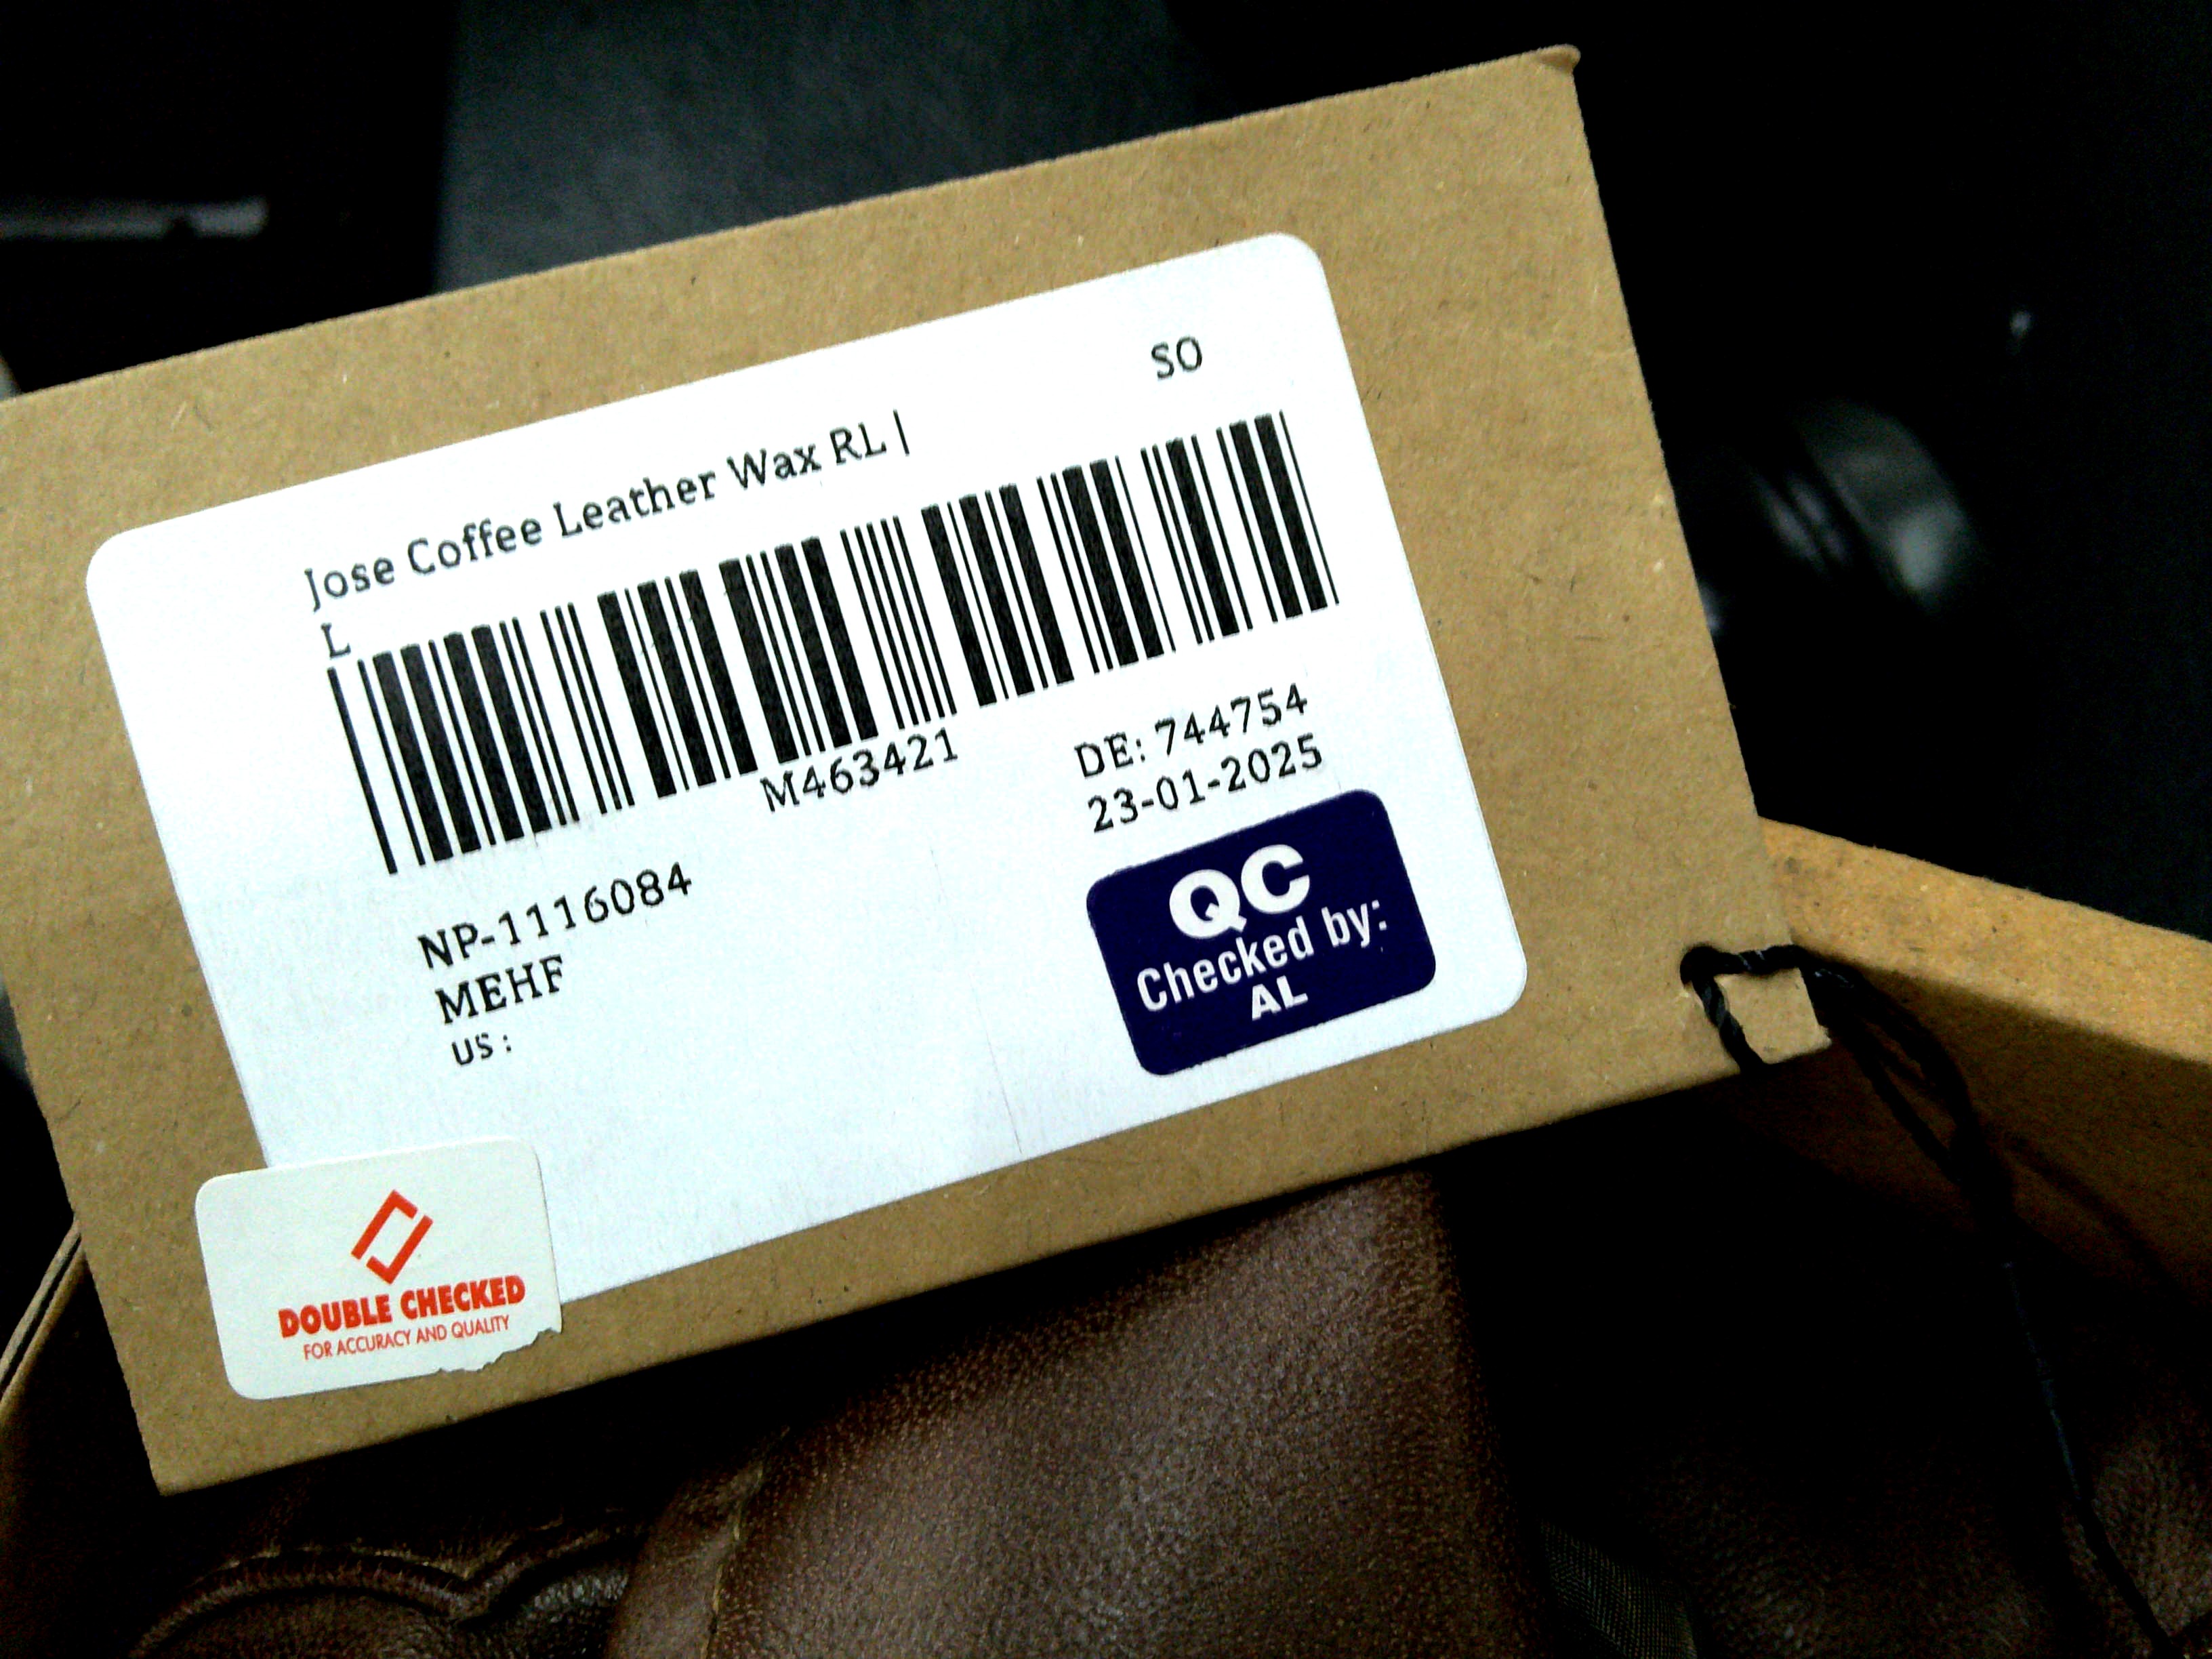 SO
Jose Coffee Leather Wax RL |
L
M463421
DE: 744754
23-01-2025
NP-1116084
MEHF
US :
QC
Checked by:
AL
DOUBLE CHECKED
FOR ACCURACY AND QUALITY